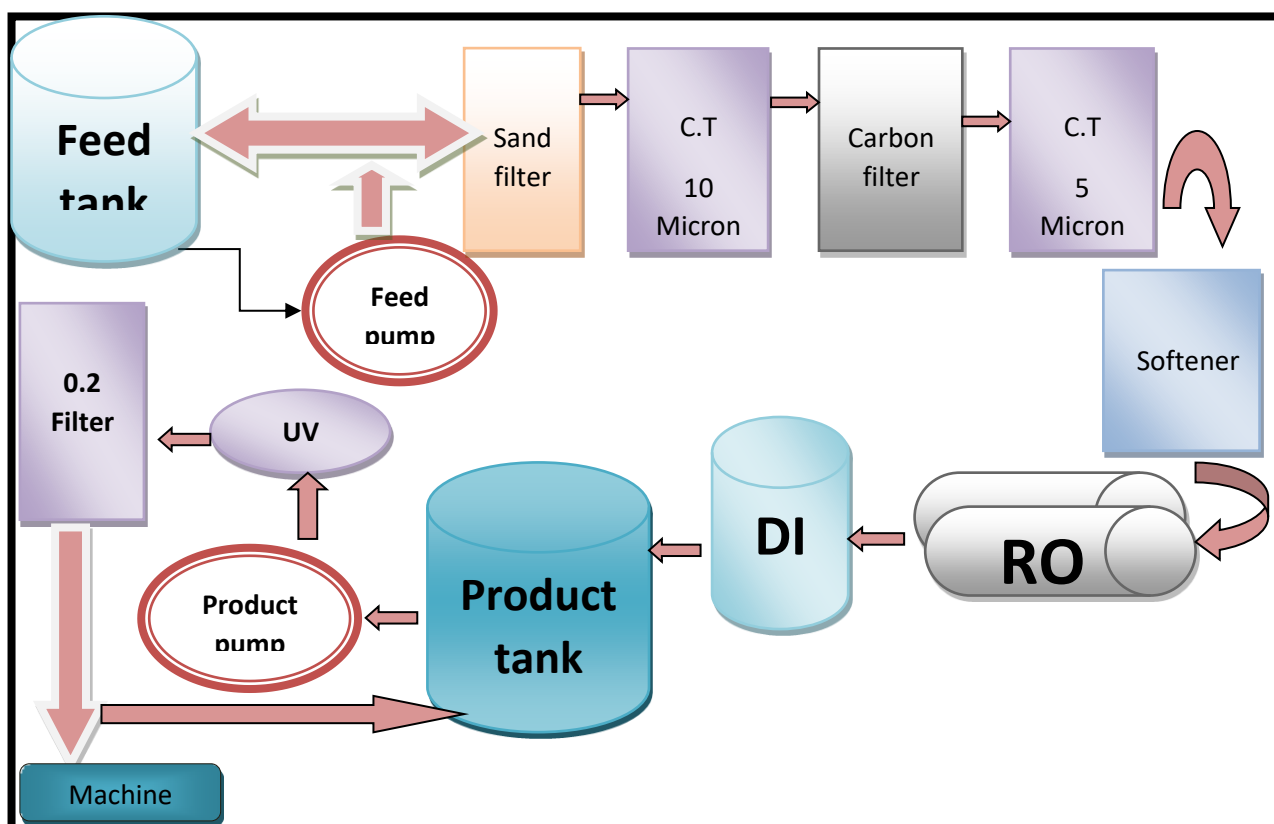 Feed
tank
Sand
filter
C.T
10
Micron
Carbon
filter
C.T
5
Micron
Feed
pump
Softener
0.2
Filter
UV
DI
RO
Product
tank
Product
pump
Machine